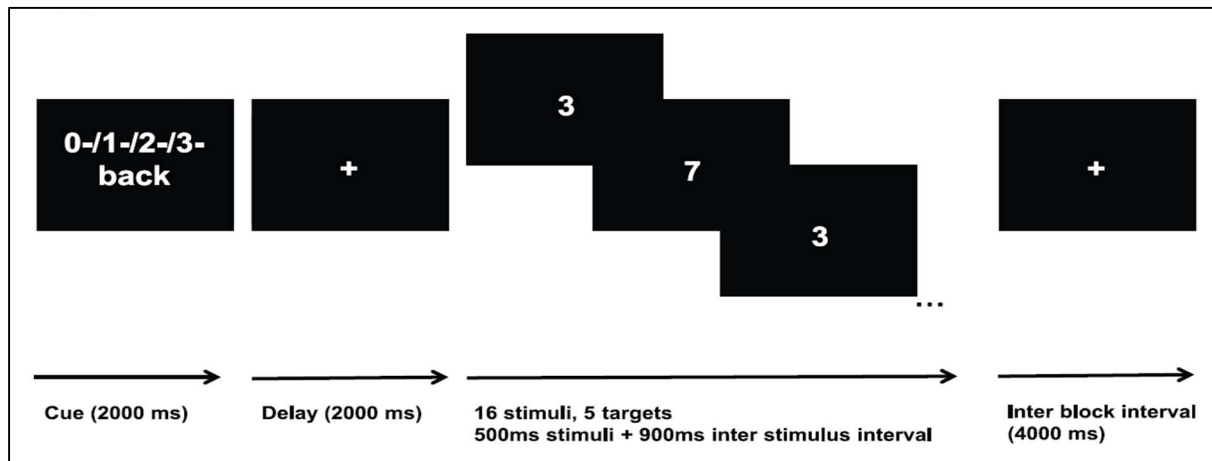 0-/1-/2-/3-
back
+
3
7
3
...
+
Cue (2000 ms)
Delay (2000 ms)
16 stimuli, 5 targets
500ms stimuli + 900ms inter stimulus interval
Inter block interval
(4000 ms)